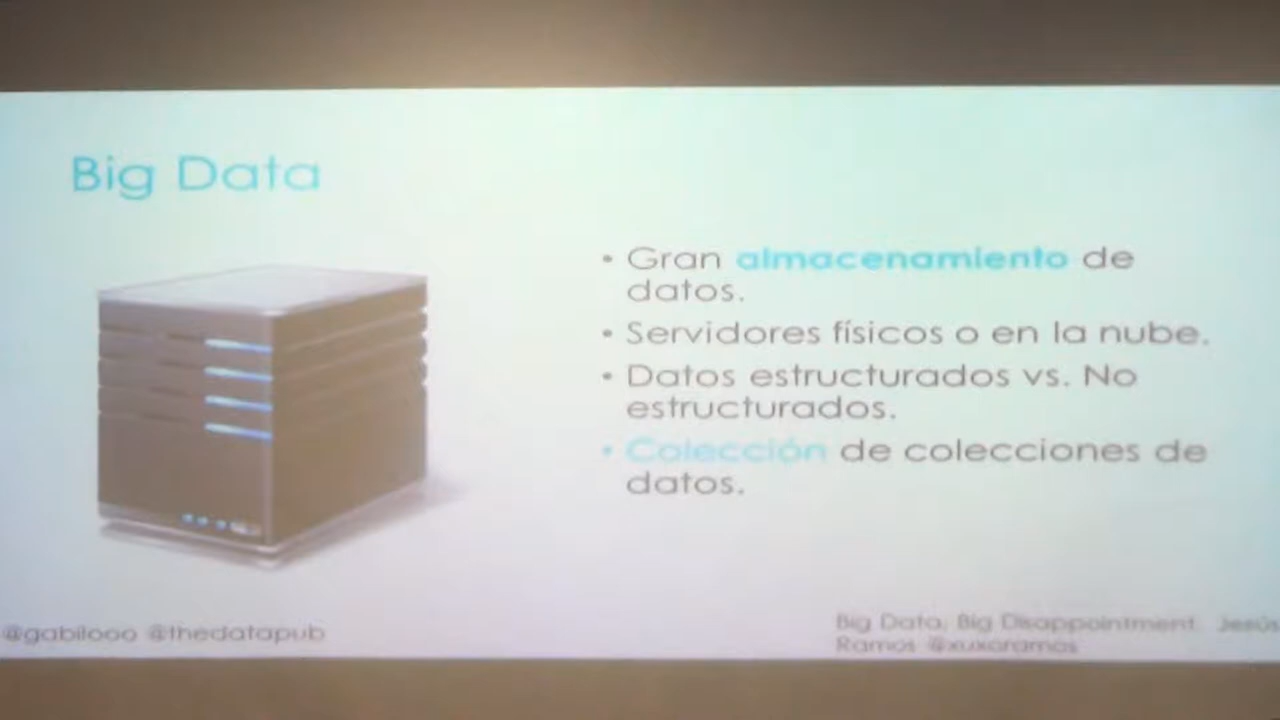 Big Data
• Gran almacenamiento de
datos.
• Servidores físicos o en la nube.
• Datos estructurados vs. No
estructurados.
• Colección de colecciones de
datos.
@gabilooo @thedatapub
Big Data, Big Disappointment. Jesús
Ramos @xuxoramos